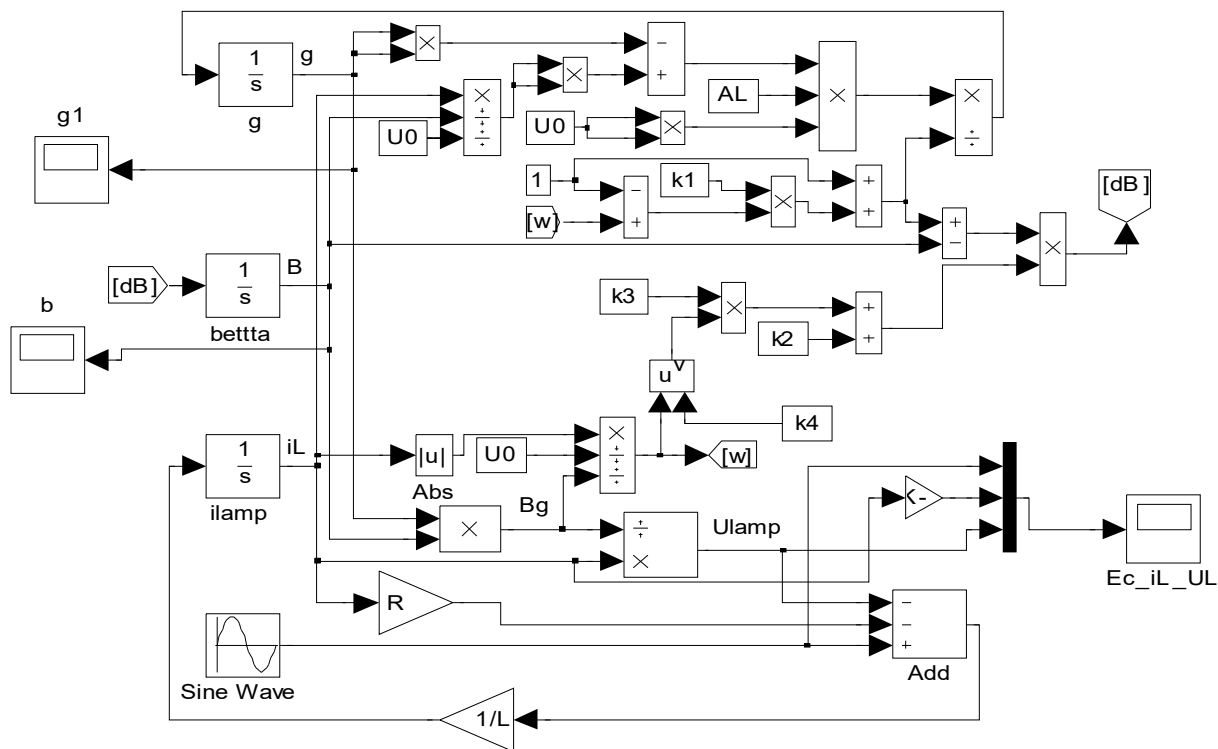 1
s
g
g
g1
U0
U0
AL
1
[w]
k1
[dB]
[dB]
1
s
B
bettta
b
k3
k2
u
v
k4
1
s
iL
ilamp
|u|
Abs
U0
[w]
Bg
Ulamp
K-
Ec_iL_UL
R
Sine Wave
Add
1/L